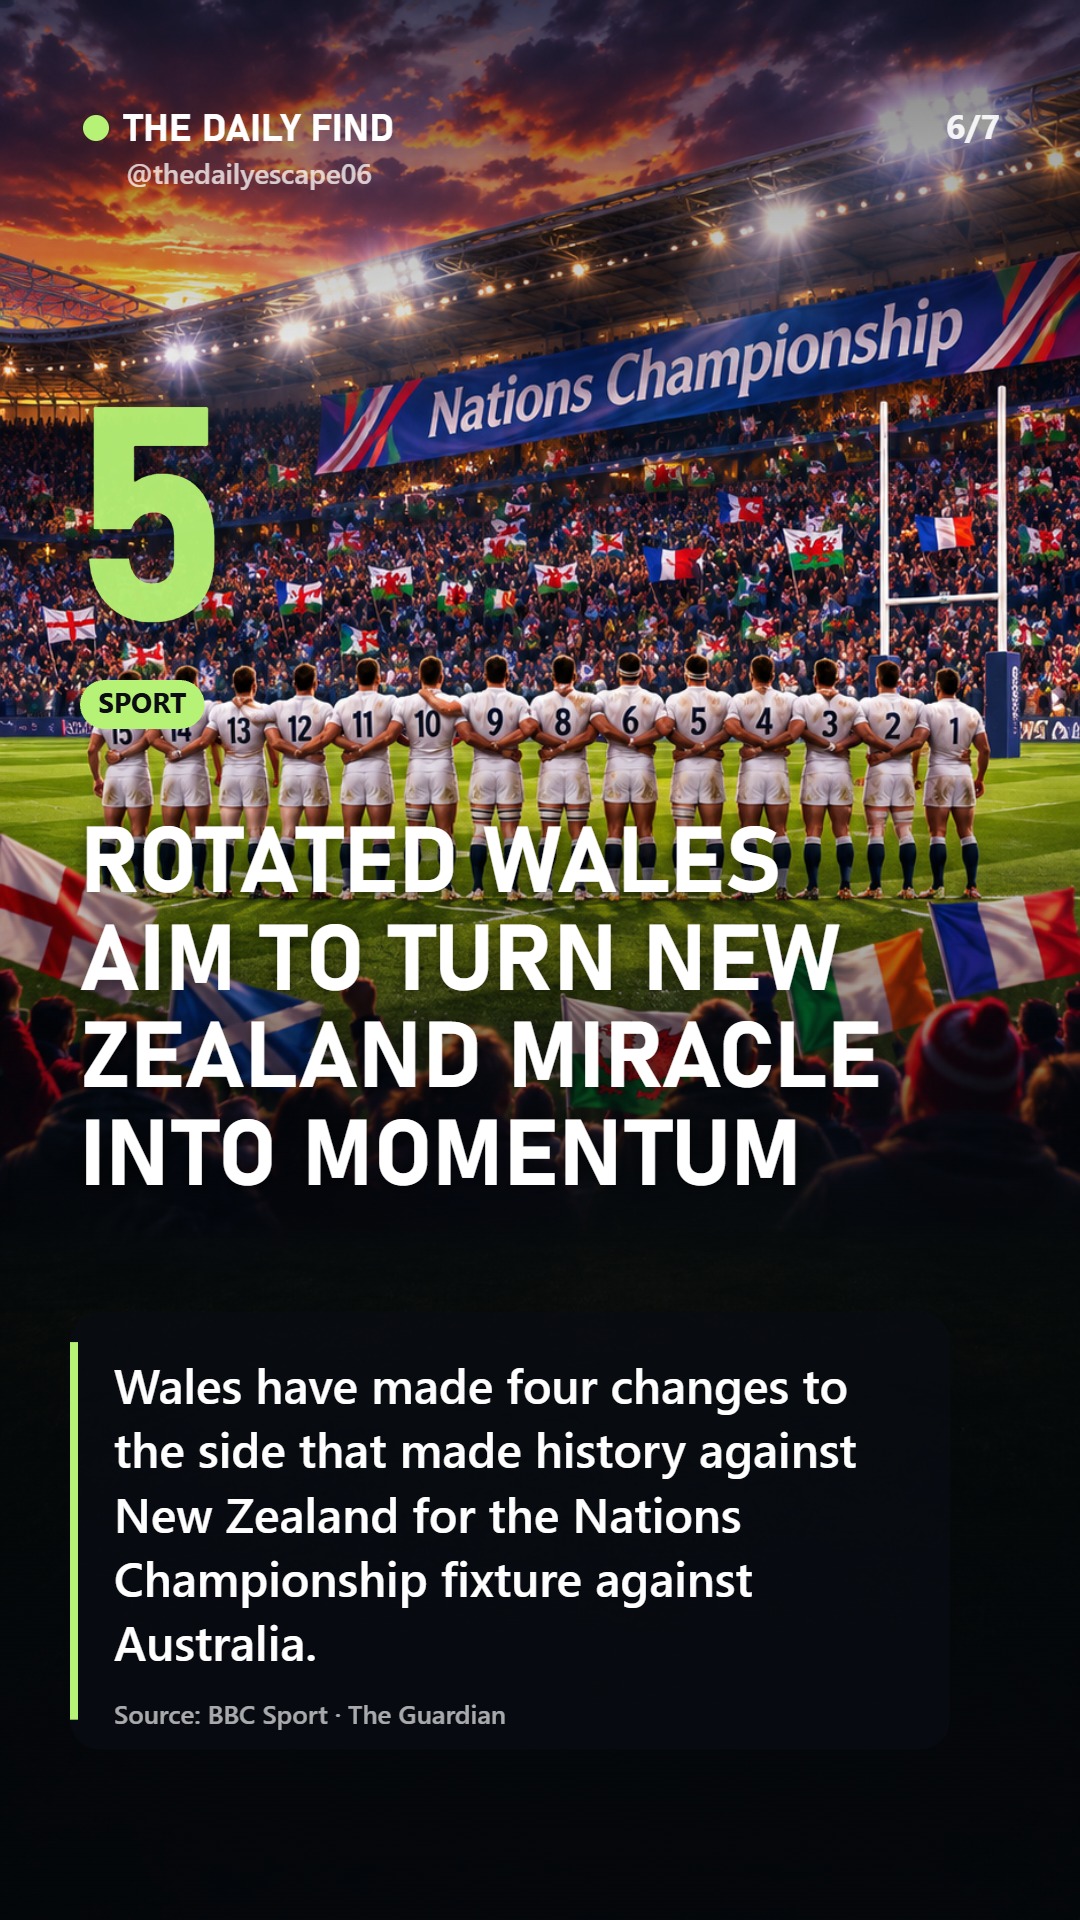 THE DAILY FIND
6/7
@thedailyescape06
Nations Championship
5
SPORT
15 14 13 12 11 10 9 8 6 5 4 3 2 1
ROTATED WALES
AIM TO TURN NEW
ZEALAND MIRACLE
INTO MOMENTUM
Wales have made four changes to
the side that made history against
New Zealand for the Nations
Championship fixture against
Australia.
Source: BBC Sport · The Guardian